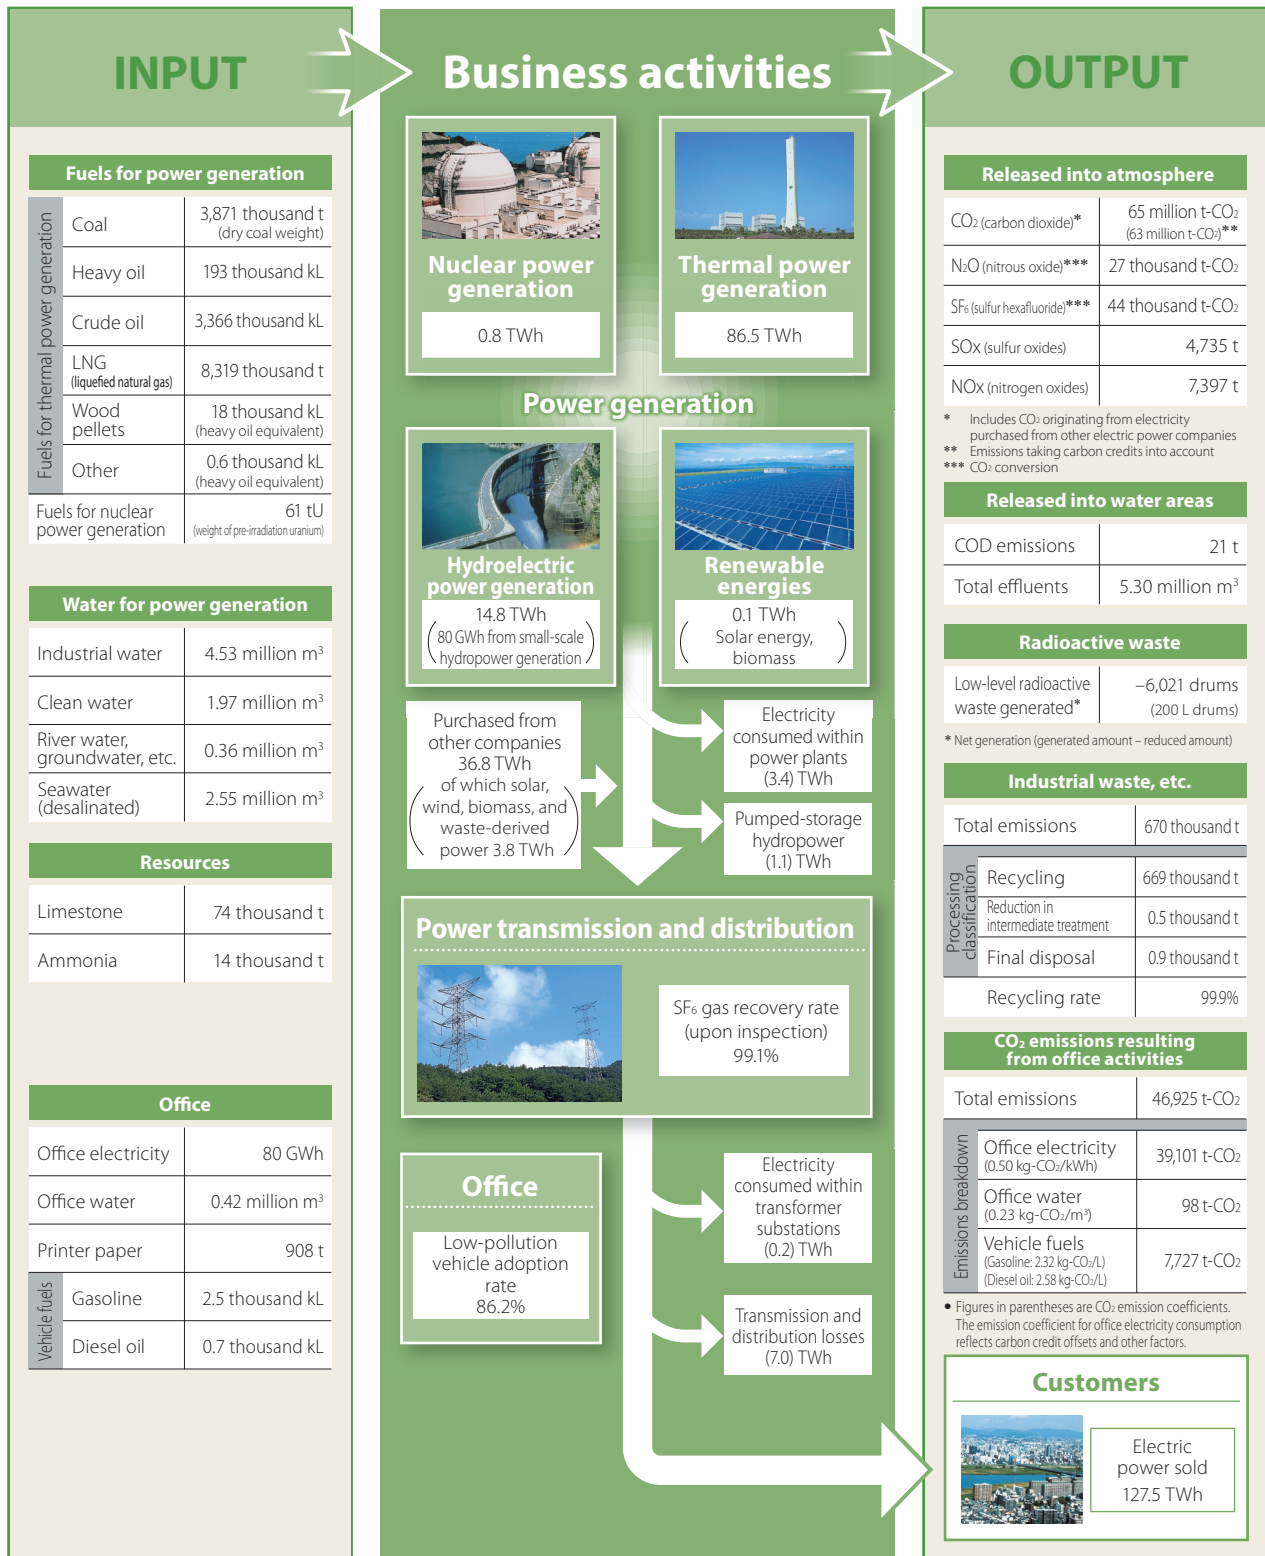 INPUT
Fuels for power generation
Fuels for thermal power generation
Coal
3,871 thousand t
(dry coal weight)
Heavy oil
193 thousand kL
Crude oil
3,366 thousand kL
LNG
(liquefied natural gas)
8,319 thousand t
Wood
pellets
18 thousand kL
(heavy oil equivalent)
Other
0.6 thousand kL
(heavy oil equivalent)
Fuels for nuclear
power generation
61 tU
(weight of pre-irradiation uranium)
Water for power generation
Industrial water
4.53 million m³
Clean water
1.97 million m³
River water,
groundwater, etc.
0.36 million m³
Seawater
(desalinated)
2.55 million m³
Resources
Limestone
74 thousand t
Ammonia
14 thousand t
Office
Office electricity
80 GWh
Office water
0.42 million m³
Printer paper
908 t
Vehicle fuels
Gasoline
2.5 thousand kL
Diesel oil
0.7 thousand kL
Business activities
Nuclear power
generation
0.8 TWh
Thermal power
generation
86.5 TWh
Power generation
Hydroelectric
power generation
14.8 TWh
(80 GWh from small-scale
hydropower generation)
Renewable
energies
0.1 TWh
(Solar energy,
biomass)
Purchased from
other companies
36.8 TWh
(of which solar,
wind, biomass, and
waste-derived
power 3.8 TWh)
Electricity
consumed within
power plants
(3.4) TWh
Pumped-storage
hydropower
(1.1) TWh
Power transmission and distribution
SF₆ gas recovery rate
(upon inspection)
99.1%
Office
Low-pollution
vehicle adoption
rate
86.2%
Electricity
consumed within
transformer
substations
(0.2) TWh
Transmission and
distribution losses
(7.0) TWh
OUTPUT
Released into atmosphere
CO₂ (carbon dioxide)*
65 million t-CO₂
(63 million t-CO₂)**
N₂O (nitrous oxide)***
27 thousand t-CO₂
SF₆ (sulfur hexafluoride)***
44 thousand t-CO₂
SOx (sulfur oxides)
4,735 t
NOx (nitrogen oxides)
7,397 t
* Includes CO₂ originating from electricity
purchased from other electric power companies
** Emissions taking carbon credits into account
*** CO₂ conversion
Released into water areas
COD emissions
21 t
Total effluents
5.30 million m³
Radioactive waste
Low-level radioactive
waste generated*
–6,021 drums
(200 L drums)
* Net generation (generated amount – reduced amount)
Industrial waste, etc.
Total emissions
670 thousand t
Processing
classification
Recycling
669 thousand t
Reduction in
intermediate treatment
0.5 thousand t
Final disposal
0.9 thousand t
Recycling rate
99.9%
CO₂ emissions resulting
from office activities
Total emissions
46,925 t-CO₂
Emissions breakdown
Office electricity
(0.50 kg-CO₂/kWh)
39,101 t-CO₂
Office water
(0.23 kg-CO₂/m³)
98 t-CO₂
Vehicle fuels
(Gasoline: 2.32 kg-CO₂/L)
(Diesel oil: 2.58 kg-CO₂/L)
7,727 t-CO₂
● Figures in parentheses are CO₂ emission coefficients.
The emission coefficient for office electricity consumption
reflects carbon credit offsets and other factors.
Customers
Electric
power sold
127.5 TWh